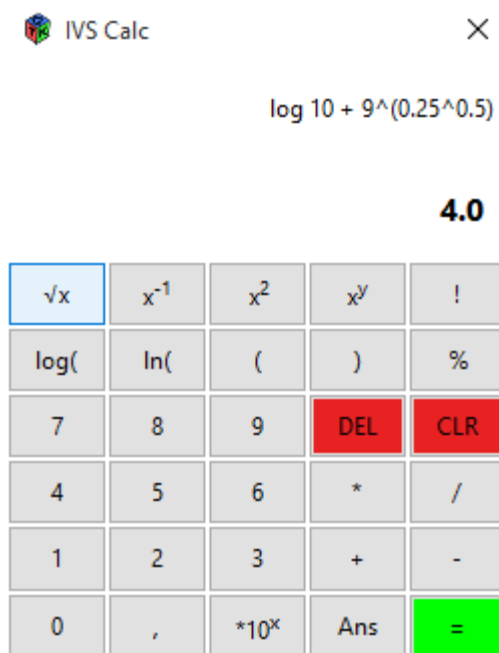 IVS Calc
log 10 + 9^(0.25^0.5)
4.0
√x x⁻¹ x² xʸ !
log( ln( ( ) %
7 8 9 DEL CLR
4 5 6 * /
1 2 3 + -
0 , *10ˣ Ans =